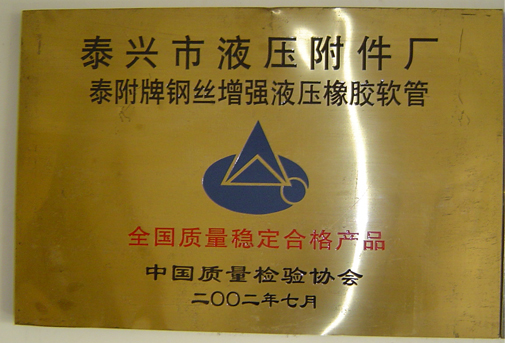 泰兴市液压附件厂
泰附牌钢丝增强液压橡胶软管
全国质量稳定合格产品
中国质量检验协会
二〇〇二年七月